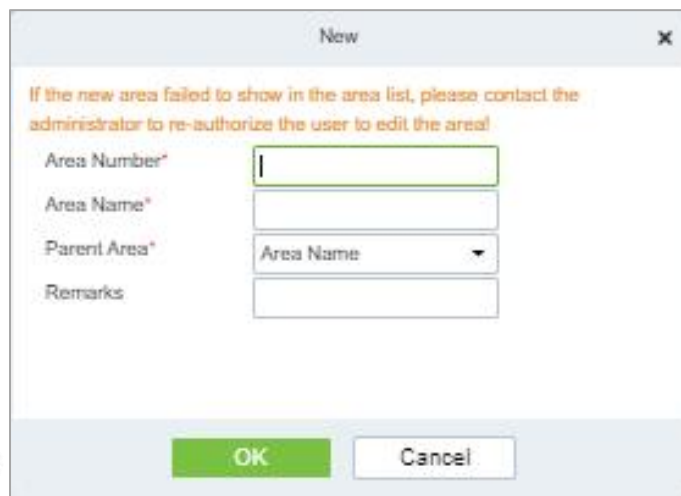 New
If the new area failed to show in the area list, please contact the
administrator to re-authorize the user to edit the area!
Area Number*
Area Name*
Parent Area* Area Name
Remarks
OK Cancel